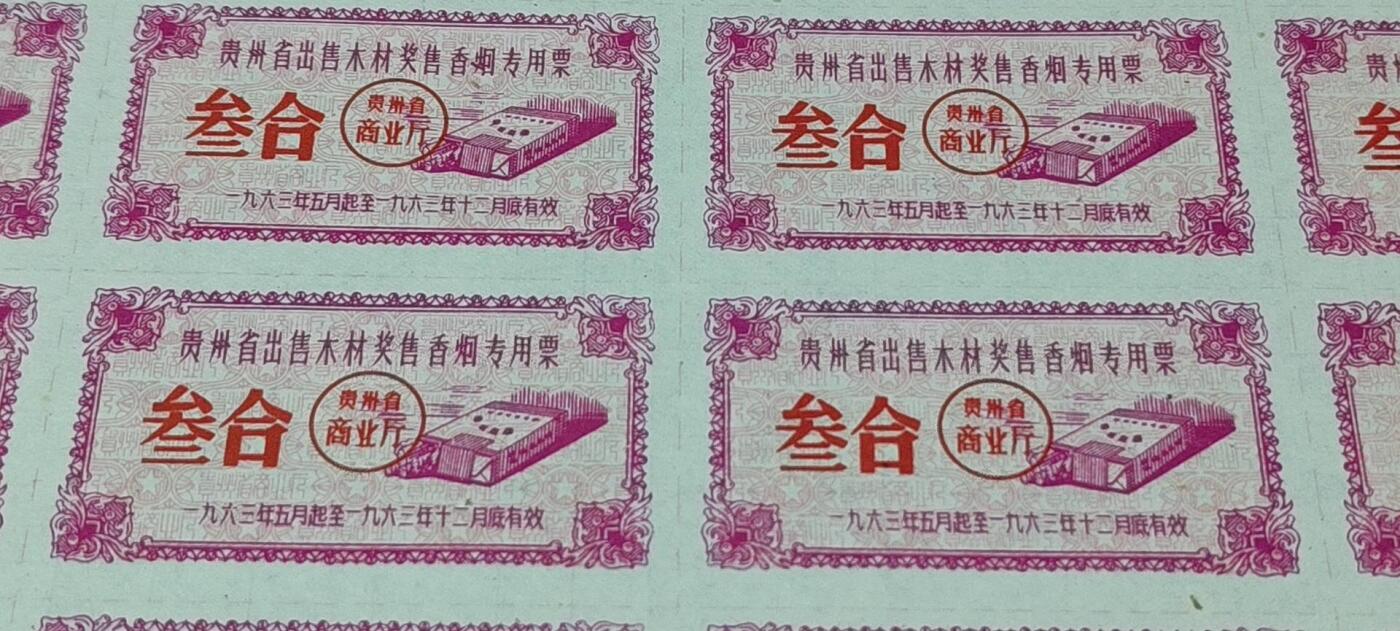 贵州省出售木材奖售香烟专用票
叁合
贵州省
商业厅
一九六三年五月起至一九六三年十二月底有效
贵州省出售木材奖售香烟专用票
叁合
贵州省
商业厅
一九六三年五月起至一九六三年十二月底有效
贵
叁
贵州省出售木材奖售香烟专用票
叁合
贵州省
商业厅
一九六三年五月起至一九六三年十二月底有效
贵州省出售木材奖售香烟专用票
叁合
贵州省
商业厅
一九六三年五月起至一九六三年十二月底有效